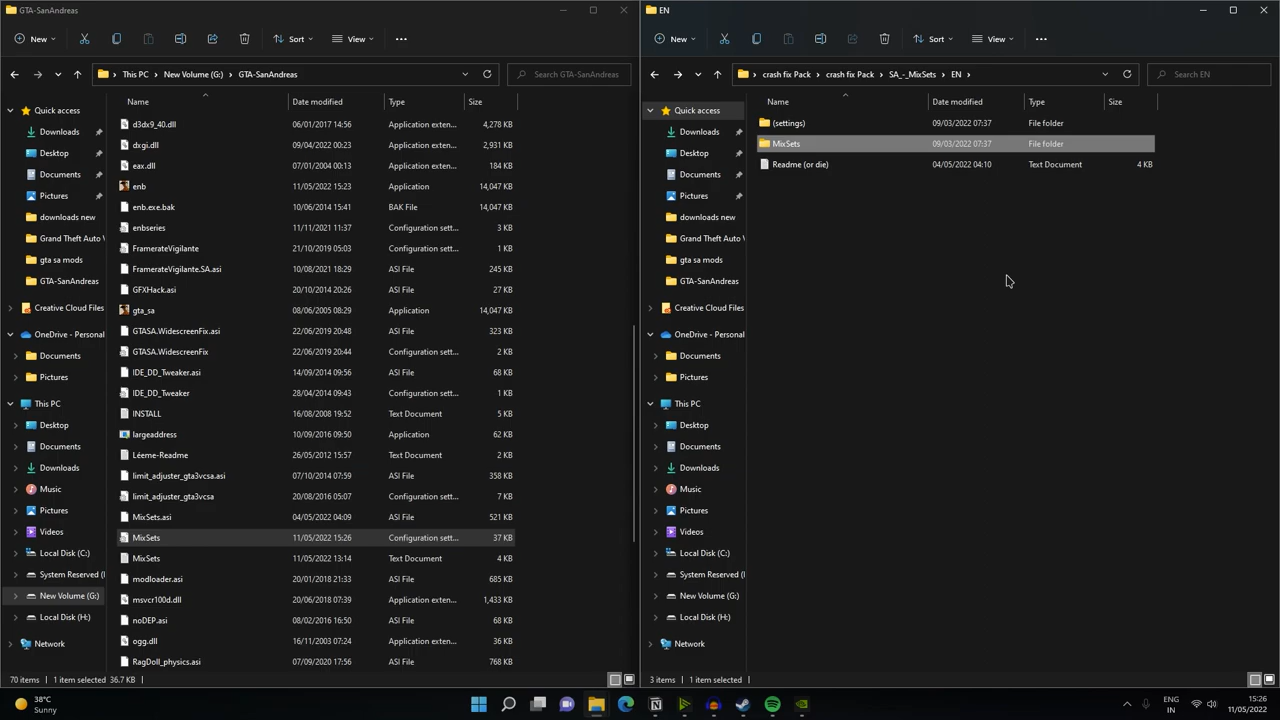 GTA-SanAndreas
New
Sort
View
This PC
New Volume (G:)
GTA-SanAndreas
Search GTA-SanAndreas
Quick access
Downloads
Desktop
Documents
Pictures
downloads new
Grand Theft Auto V
gta sa mods
GTA-SanAndreas
Creative Cloud Files
OneDrive - Personal
Documents
Pictures
This PC
Desktop
Documents
Downloads
Music
Pictures
Videos
Local Disk (C:)
System Reserved (
New Volume (G:)
Local Disk (H:)
Network
Name Date modified Type Size
d3dx9_40.dll 06/01/2017 14:56 Application exten... 4,278 KB
dxgi.dll 09/04/2022 00:23 Application exten... 2,931 KB
eax.dll 07/01/2004 00:13 Application exten... 184 KB
enb 11/05/2022 15:23 Application 14,047 KB
enb.exe.bak 10/06/2014 15:41 BAK File 14,047 KB
enbseries 11/11/2021 11:37 Configuration sett... 3 KB
FramerateVigilante 21/10/2019 05:03 Configuration sett... 1 KB
FramerateVigilante.SA.asi 10/08/2021 18:29 ASI File 245 KB
GFXHack.asi 20/10/2014 20:26 ASI File 27 KB
gta_sa 08/06/2005 08:29 Application 14,047 KB
GTASA.WidescreenFix.asi 22/06/2019 20:48 ASI File 323 KB
GTASA.WidescreenFix 22/06/2019 20:44 Configuration sett... 2 KB
IDE_DD_Tweaker.asi 14/09/2014 09:56 ASI File 68 KB
IDE_DD_Tweaker 28/04/2014 09:43 Configuration sett... 1 KB
INSTALL 16/08/2008 19:52 Text Document 5 KB
largeaddress 10/09/2016 09:50 Application 62 KB
Léeme-Readme 26/05/2012 15:57 Text Document 2 KB
limit_adjuster_gta3vcsa.asi 07/10/2014 07:59 ASI File 358 KB
limit_adjuster_gta3vcsa 20/08/2016 05:07 Configuration sett... 7 KB
MixSets.asi 04/05/2022 04:09 ASI File 521 KB
MixSets 11/05/2022 15:26 Configuration sett... 37 KB
MixSets 11/05/2022 13:14 Text Document 4 KB
modloader.asi 20/01/2018 21:33 ASI File 685 KB
msvcr100d.dll 20/06/2018 07:39 Application exten... 1,433 KB
noDEP.asi 08/02/2016 16:50 ASI File 68 KB
ogg.dll 16/11/2003 07:24 Application exten... 36 KB
RagDoll_physics.asi 07/09/2020 17:56 ASI File 768 KB
70 items 1 item selected 36.7 KB
EN
New
Sort
View
crash fix Pack
crash fix Pack
SA_-_MixSets
EN
Search EN
Quick access
Downloads
Desktop
Documents
Pictures
downloads new
Grand Theft Auto V
gta sa mods
GTA-SanAndreas
Creative Cloud Files
OneDrive - Personal
Documents
Pictures
This PC
Desktop
Documents
Downloads
Music
Pictures
Videos
Local Disk (C:)
System Reserved (
New Volume (G:)
Local Disk (H:)
Network
Name Date modified Type Size
(settings) 09/03/2022 07:37 File folder
MixSets 09/03/2022 07:37 File folder
Readme (or die) 04/05/2022 04:10 Text Document 4 KB
3 items 1 item selected
38°C
Sunny
ENG
IN
15:26
11/05/2022